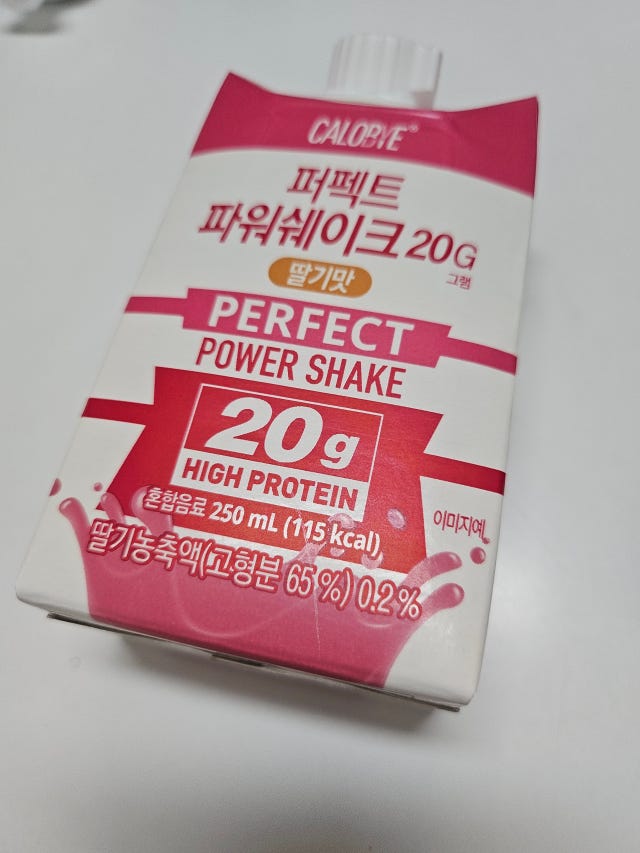 CALOBYE®
퍼펙트
파워쉐이크 20G
그램
딸기맛
PERFECT
POWER SHAKE
20g
HIGH PROTEIN
혼합음료 250 mL (115 kcal)
이미지예
딸기농축액(고형분 65 %) 0.2 %